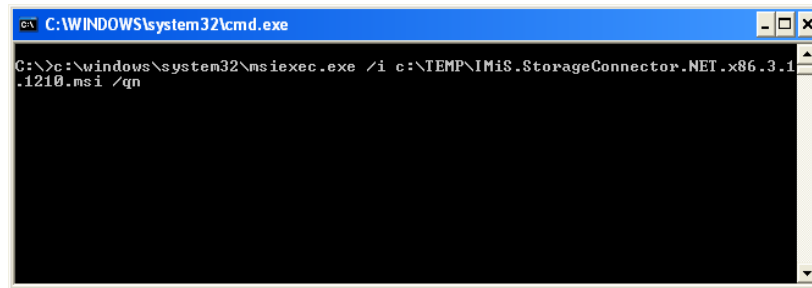 C:\WINDOWS\system32\cmd.exe
C:\>c:\windows\system32\msiexec.exe /i c:\TEMP\IMiS.StorageConnector.NET.x86.3.1
.1210.msi /qn